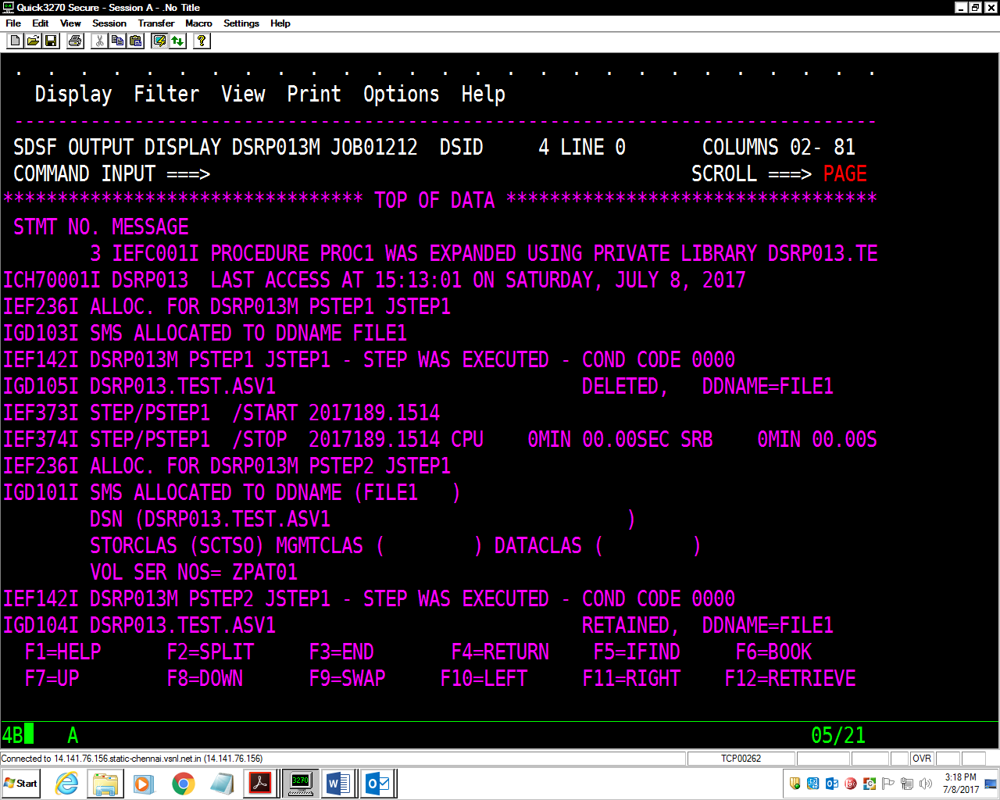 Quick3270 Secure - Session A - .No Title
File Edit View Session Transfer Macro Settings Help
. . . . . . . . . . . . . . . . . . . . . . . . . . .
Display Filter View Print Options Help
-------------------------------------------------------------------------------
SDSF OUTPUT DISPLAY DSRP013M JOB01212 DSID 4 LINE 0 COLUMNS 02- 81
COMMAND INPUT ===> SCROLL ===> PAGE
********************************* TOP OF DATA **********************************
STMT NO. MESSAGE
3 IEFC001I PROCEDURE PROC1 WAS EXPANDED USING PRIVATE LIBRARY DSRP013.TE
ICH70001I DSRP013 LAST ACCESS AT 15:13:01 ON SATURDAY, JULY 8, 2017
IEF236I ALLOC. FOR DSRP013M PSTEP1 JSTEP1
IGD103I SMS ALLOCATED TO DDNAME FILE1
IEF142I DSRP013M PSTEP1 JSTEP1 - STEP WAS EXECUTED - COND CODE 0000
IGD105I DSRP013.TEST.ASV1 DELETED, DDNAME=FILE1
IEF373I STEP/PSTEP1 /START 2017189.1514
IEF374I STEP/PSTEP1 /STOP 2017189.1514 CPU 0MIN 00.00SEC SRB 0MIN 00.00S
IEF236I ALLOC. FOR DSRP013M PSTEP2 JSTEP1
IGD101I SMS ALLOCATED TO DDNAME (FILE1 )
DSN (DSRP013.TEST.ASV1 )
STORCLAS (SCTSO) MGMTCLAS ( ) DATACLAS ( )
VOL SER NOS= ZPAT01
IEF142I DSRP013M PSTEP2 JSTEP1 - STEP WAS EXECUTED - COND CODE 0000
IGD104I DSRP013.TEST.ASV1 RETAINED, DDNAME=FILE1
F1=HELP F2=SPLIT F3=END F4=RETURN F5=IFIND F6=BOOK
F7=UP F8=DOWN F9=SWAP F10=LEFT F11=RIGHT F12=RETRIEVE
4B A 05/21
Connected to 14.141.76.156.static-chennai.vsnl.net.in (14.141.76.156) TCP00262 OVR
Start 3270 3:18 PM
7/8/2017